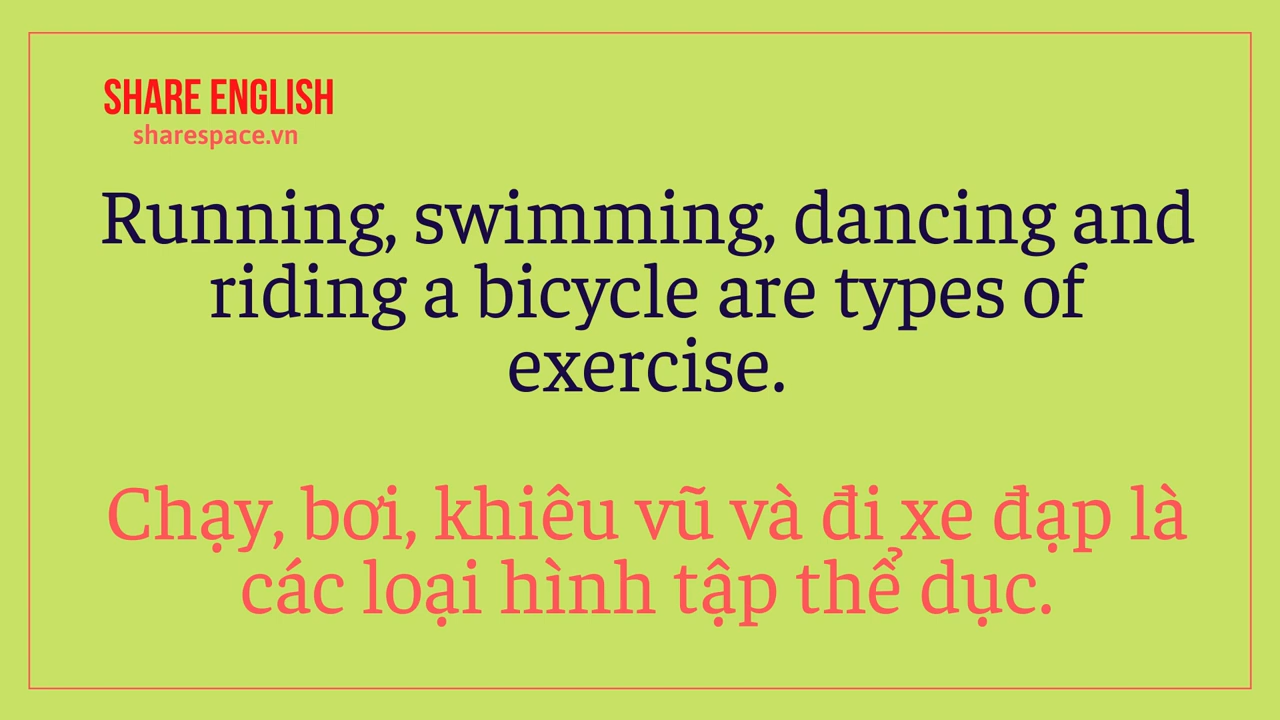 SHARE ENGLISH
sharespace.vn
Running, swimming, dancing and
riding a bicycle are types of
exercise.
Chạy, bơi, khiêu vũ và đi xe đạp là
các loại hình tập thể dục.